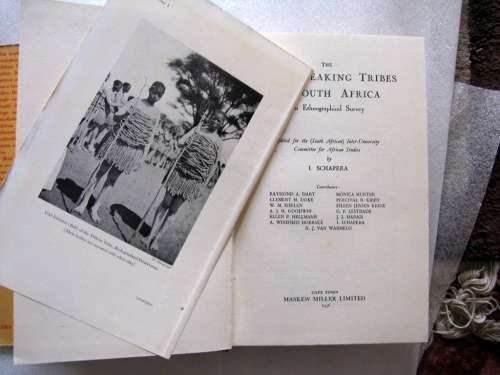 THE
EAKING TRIBES
OUTH AFRICA
Ethnographical Survey
for the (South African) Inter-University
Committee for African Studies
by
I. SCHAPERA
Contributors
RAYMOND A. DART
MONICA HUNTER
CLEMENT M. DOKE
PERCIVAL R. KIRBY
W. M. EISELEN
EILEEN JENSEN KRIGE
A. J. H. GOODWIN
G. P. LESTRADE
ELLEN P. HELLMANN
J. S. MARAIS
A. WINIFRED HOERNLÉ
I. SCHAPERA
N. J. VAN WARMELO
CAPE TOWN
MASKEW MILLER LIMITED